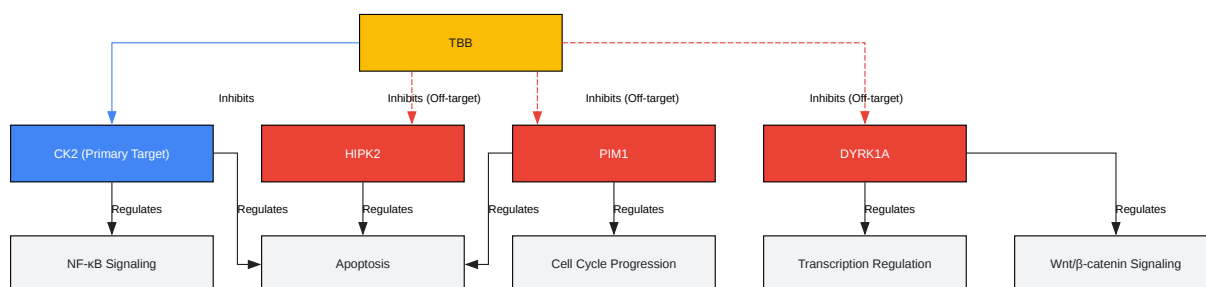 TBB
Inhibits
Inhibits (Off-target)
Inhibits (Off-target)
Inhibits (Off-target)
CK2 (Primary Target)
HIPK2
PIM1
DYRK1A
Regulates
Regulates
Regulates
Regulates
Regulates
Regulates
Regulates
NF-κB Signaling
Apoptosis
Cell Cycle Progression
Transcription Regulation
Wnt/β-catenin Signaling